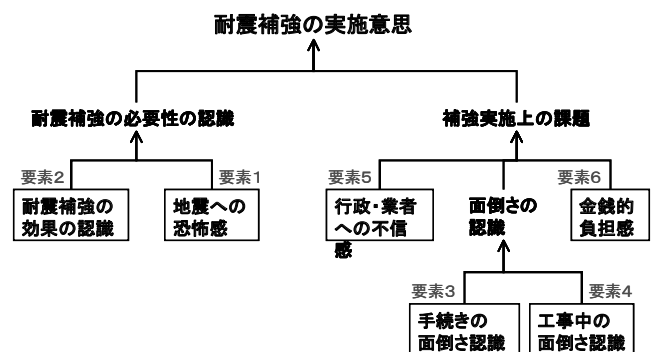 耐震補強の実施意思
耐震補強の必要性の認識
補強実施上の課題
要素2
要素1
要素5
要素6
耐震補強の
効果の認識
地震への
恐怖感
行政・業者
への不信
感
面倒さの
認識
金銭的
負担感
要素3
要素4
手続きの
面倒さ認識
工事中の
面倒さ認識